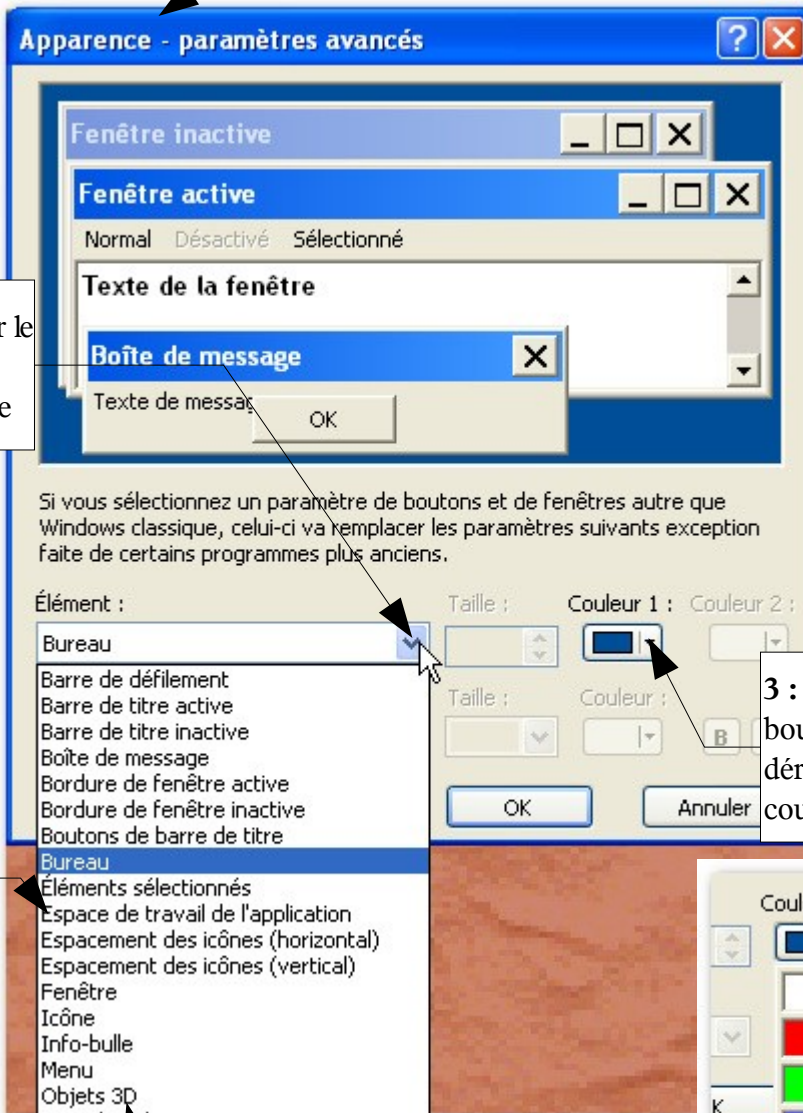 Apparence - paramètres avancés
Fenêtre inactive
Fenêtre active
Normal Désactivé Sélectionné
Texte de la fenêtre
r le
Boîte de message
e
Texte de messag
OK
Si vous sélectionnez un paramètre de boutons et de fenêtres autre que
Windows classique, celui-ci va remplacer les paramètres suivants exception
faite de certains programmes plus anciens.
Élément : Taille : Couleur 1 : Couleur 2 :
Bureau
Barre de défilement
Barre de titre active
Barre de titre inactive
Boîte de message
Bordure de fenêtre active
Bordure de fenêtre inactive
Boutons de barre de titre
Bureau
Éléments sélectionnés
Espace de travail de l'application
Espacement des icônes (horizontal)
Espacement des icônes (vertical)
Fenêtre
Icône
Info-bulle
Menu
Objets 3D
Taille : Couleur :
B
OK Annuler
3 :
bou
dér
cou
Coul
K